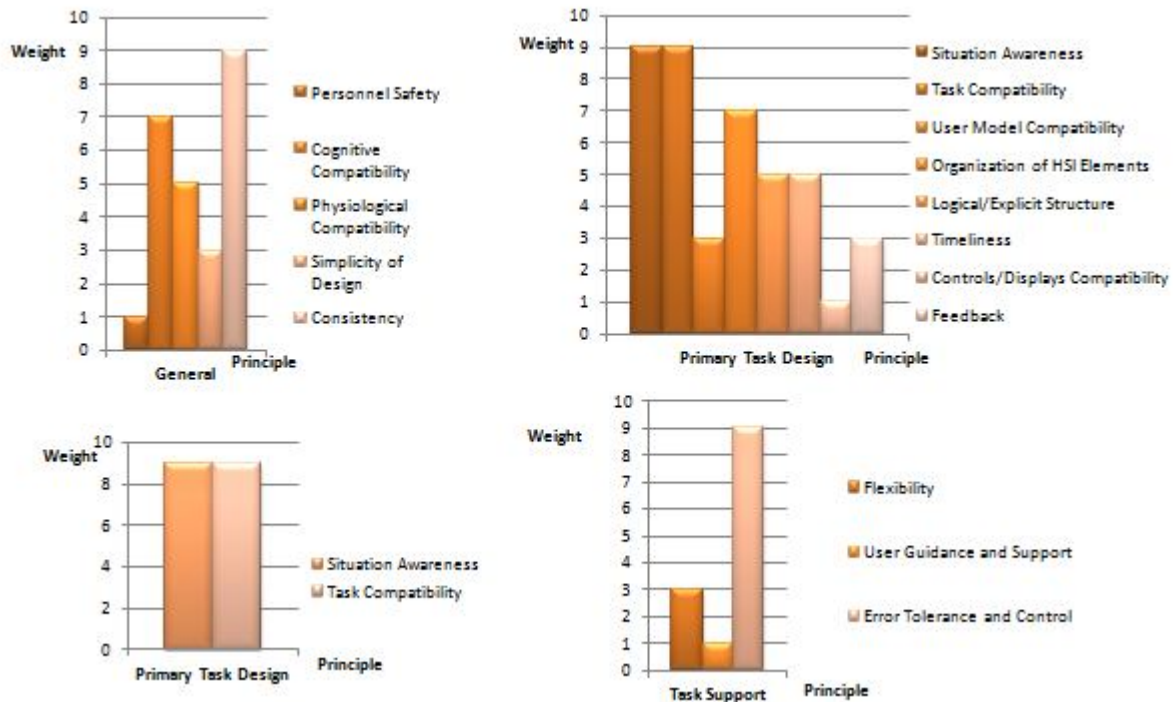 Weight
10
9
8
7
6
5
4
3
2
1
0
General
Principle
Personnel Safety
Cognitive
Compatibility
Physiological
Compatibility
Simplicity of
Design
Consistency
Weight
10
9
8
7
6
5
4
3
2
1
0
Primary Task Design
Principle
Situation Awareness
Task Compatibility
User Model Compatibility
Organization of HSI Elements
Logical/Explicit Structure
Timeliness
Controls/Displays Compatibility
Feedback
Weight
10
8
6
4
2
0
Primary Task Design
Principle
Situation Awareness
Task Compatibility
Weight
10
9
8
7
6
5
4
3
2
1
0
Task Support
Principle
Flexibility
User Guidance and Support
Error Tolerance and Control